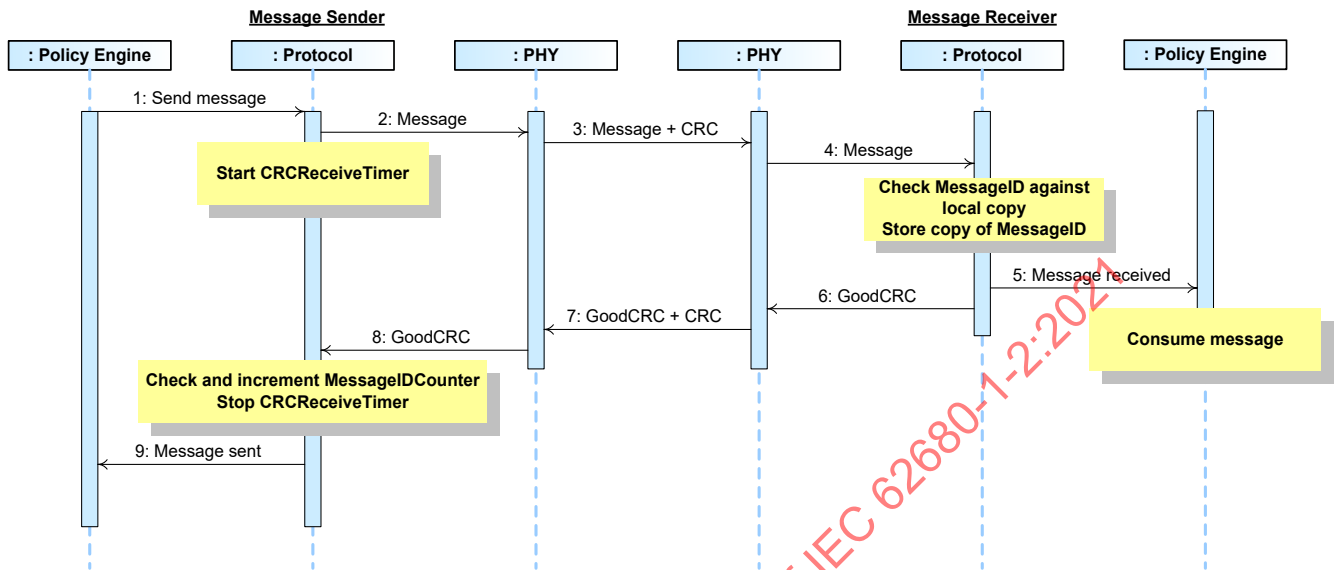 Message Sender
Message Receiver
: Policy Engine
: Protocol
: PHY
: PHY
: Protocol
: Policy Engine
1: Send message
2: Message
3: Message + CRC
4: Message
Start CRCReceiveTimer
Check MessageID against
local copy
Store copy of MessageID
5: Message received
6: GoodCRC
7: GoodCRC + CRC
8: GoodCRC
Consume message
Check and increment MessageIDCounter
Stop CRCReceiveTimer
9: Message sent
IEC 62680-1-2:2021